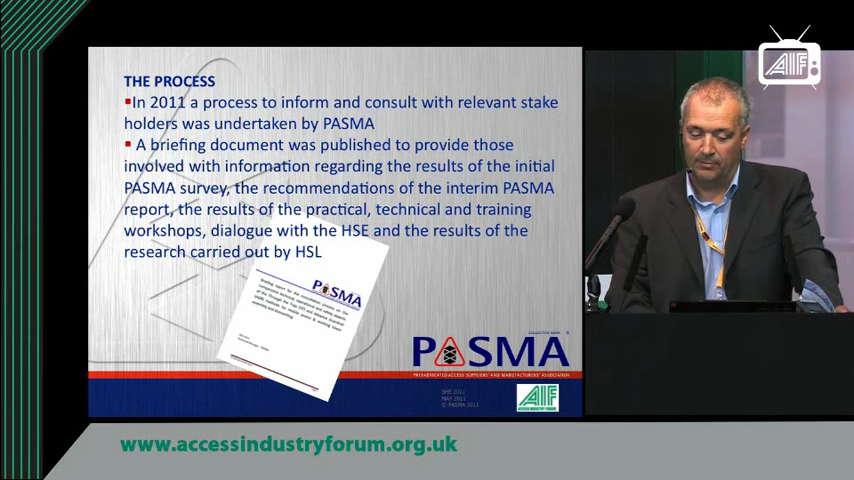 AIF
THE PROCESS
▪In 2011 a process to inform and consult with relevant stake
holders was undertaken by PASMA
▪ A briefing document was published to provide those
involved with information regarding the results of the initial
PASMA survey, the recommendations of the interim PASMA
report, the results of the practical, technical and training
workshops, dialogue with the HSE and the results of the
research carried out by HSL
PASMA
PASMA
PREFABRICATED ACCESS SUPPLIERS' AND MANUFACTURERS' ASSOCIATION
SHE 2011
MAY 2011
© PASMA 2011
AIF
www.accessindustryforum.org.uk